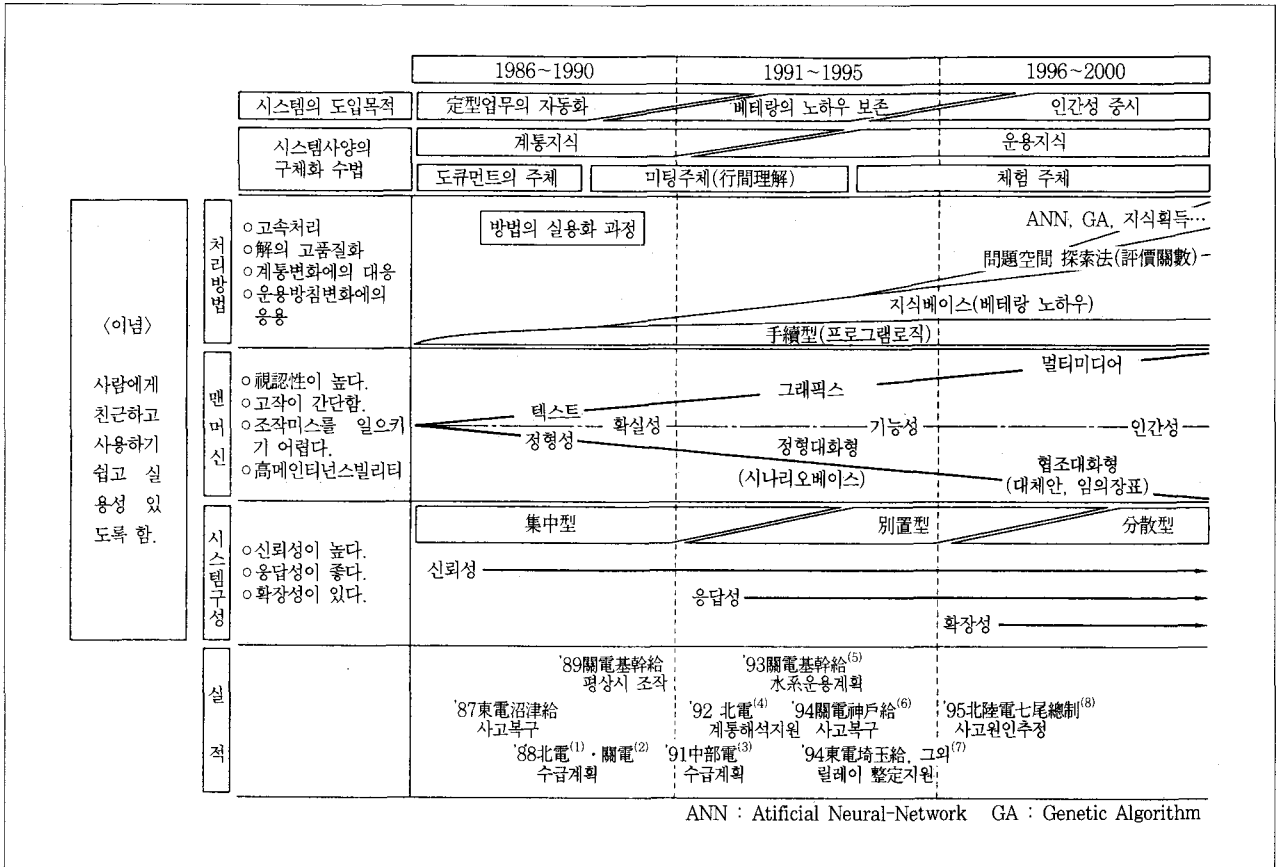 1986~1990 1991~1995 1996~2000
시스템의 도입목적 定型업무의 자동화 베테랑의 노하우 보존 인간성 중시
시스템사양의
구체화 수법
계통지식 운용지식
도큐먼트의 주체 미팅주체(行間理解) 체험 주체
〈이념〉
사람에게
친근하고
사용하기
쉽고 실
용성 있
도록 함.
처리방법
○고속처리
○解의 고품질화
○계통변화에의 대응
○운용방침변화에의
응용
방법의 실용화 과정
ANN, GA, 지식획득…
問題空間 探索法(評價關數)
지식베이스(베테랑 노하우)
手續型(프로그램로직)
맨머신
○視認性이 높다.
○고작이 간단함.
○조작미스를 일으키
기 어렵다.
○高메인티넌스빌리티
멀티미디어
그래픽스
텍스트
확실성 기능성 인간성
정형성 정형대화형
(시나리오베이스)
협조대화형
(대체안, 임의장표)
시스템구성
○신뢰성이 높다.
○응답성이 좋다.
○확장성이 있다.
集中型 別置型 分散型
신뢰성
응답성
확장성
실적
'89關電基幹給
평상시 조작
'93關電基幹給(5)
水系운용계획
'87東電沼津給
사고복구
'92 北電(4)
계통해석지원
'94關電神戶給(6)
사고복구
'95北陸電七尾總制(8)
사고원인추정
'88北電(1)·關電(2)
수급계획
'91中部電(3)
수급계획
'94東電埼玉給, 그외(7)
릴레이 整定지원
ANN : Atificial Neural-Network GA : Genetic Algorithm